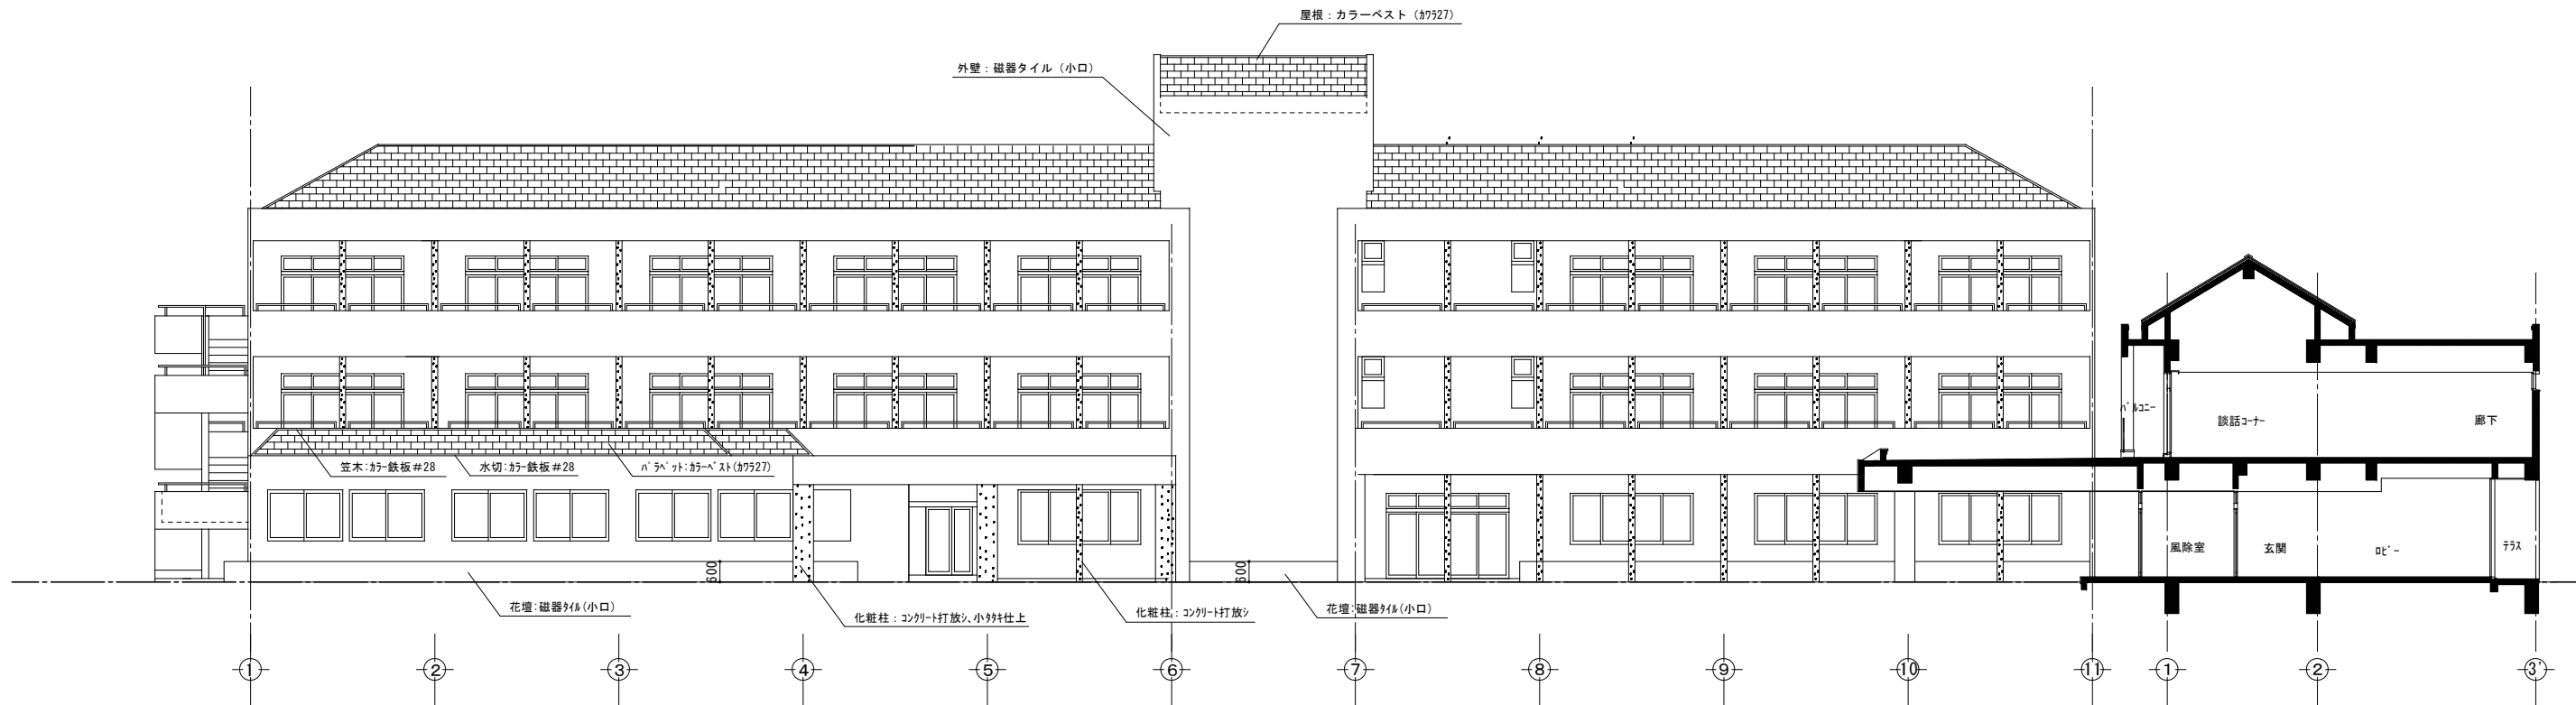 屋根：カラーベスト（ｶﾜﾗ27）
外壁：磁器タイル（小口）
ﾊﾞﾙｺﾆｰ
談話ｺｰﾅｰ
廊下
笠木：ｶﾗｰ鉄板＃28
水切：ｶﾗｰ鉄板＃28
ﾊﾟﾗﾍﾟｯﾄ：ｶﾗｰﾍﾞｽﾄ（ｶﾜﾗ27）
風除室
玄関
ﾛﾋﾞｰ
ﾃﾗｽ
600
600
花壇：磁器ﾀｲﾙ（小口）
化粧柱：ｺﾝｸﾘｰﾄ打放ｼ、小ﾀﾀｷ仕上
化粧柱：ｺﾝｸﾘｰﾄ打放ｼ
花壇：磁器ﾀｲﾙ（小口）
1 2 3 4 5 6 7 8 9 10 11 1 2 3'